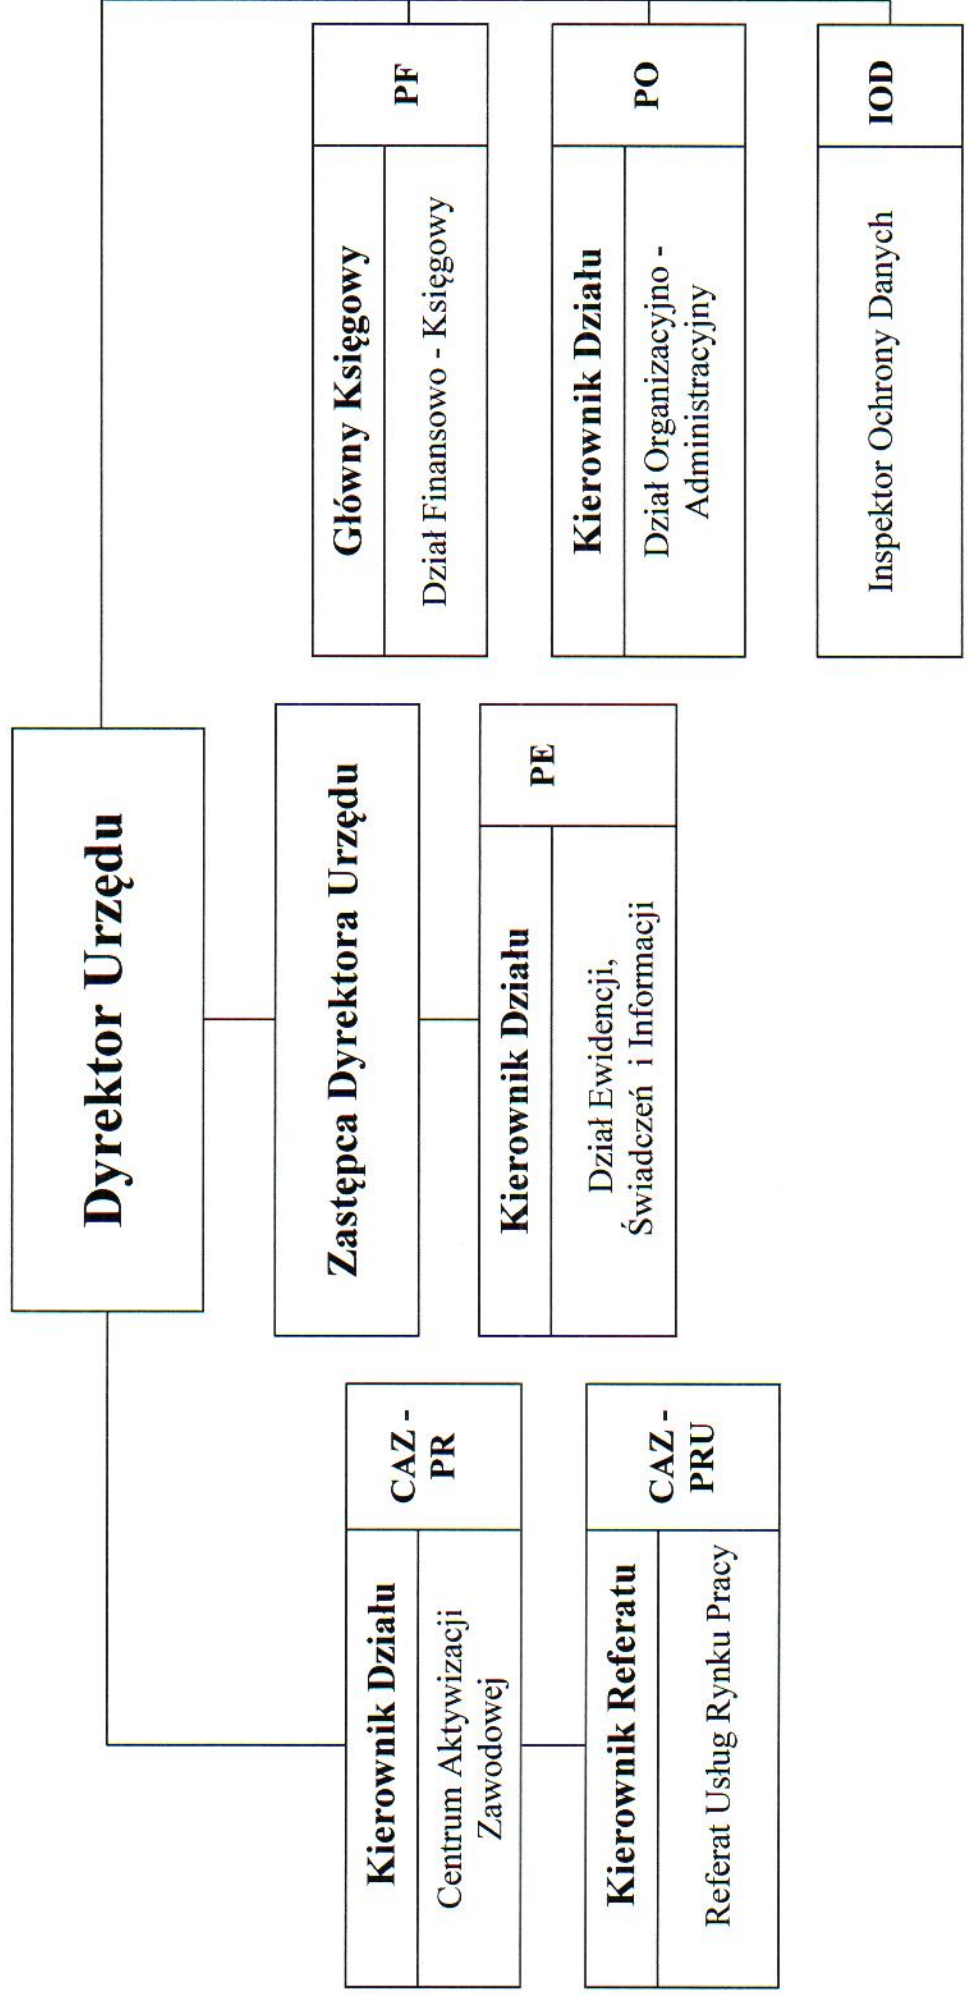 Dyrektor Urzędu
Kierownik Działu
CAZ -
PR
Centrum Aktywizacji
Zawodowej
Kierownik Referatu
CAZ -
PRU
Referat Usług Rynku Pracy
Zastępca Dyrektora Urzędu
Kierownik Działu
PE
Dział Ewidencji,
Świadczeń i Informacji
Główny Księgowy
PF
Dział Finansowo - Księgowy
Kierownik Działu
PO
Dział Organizacyjno -
Administracyjny
Inspektor Ochrony Danych
IOD